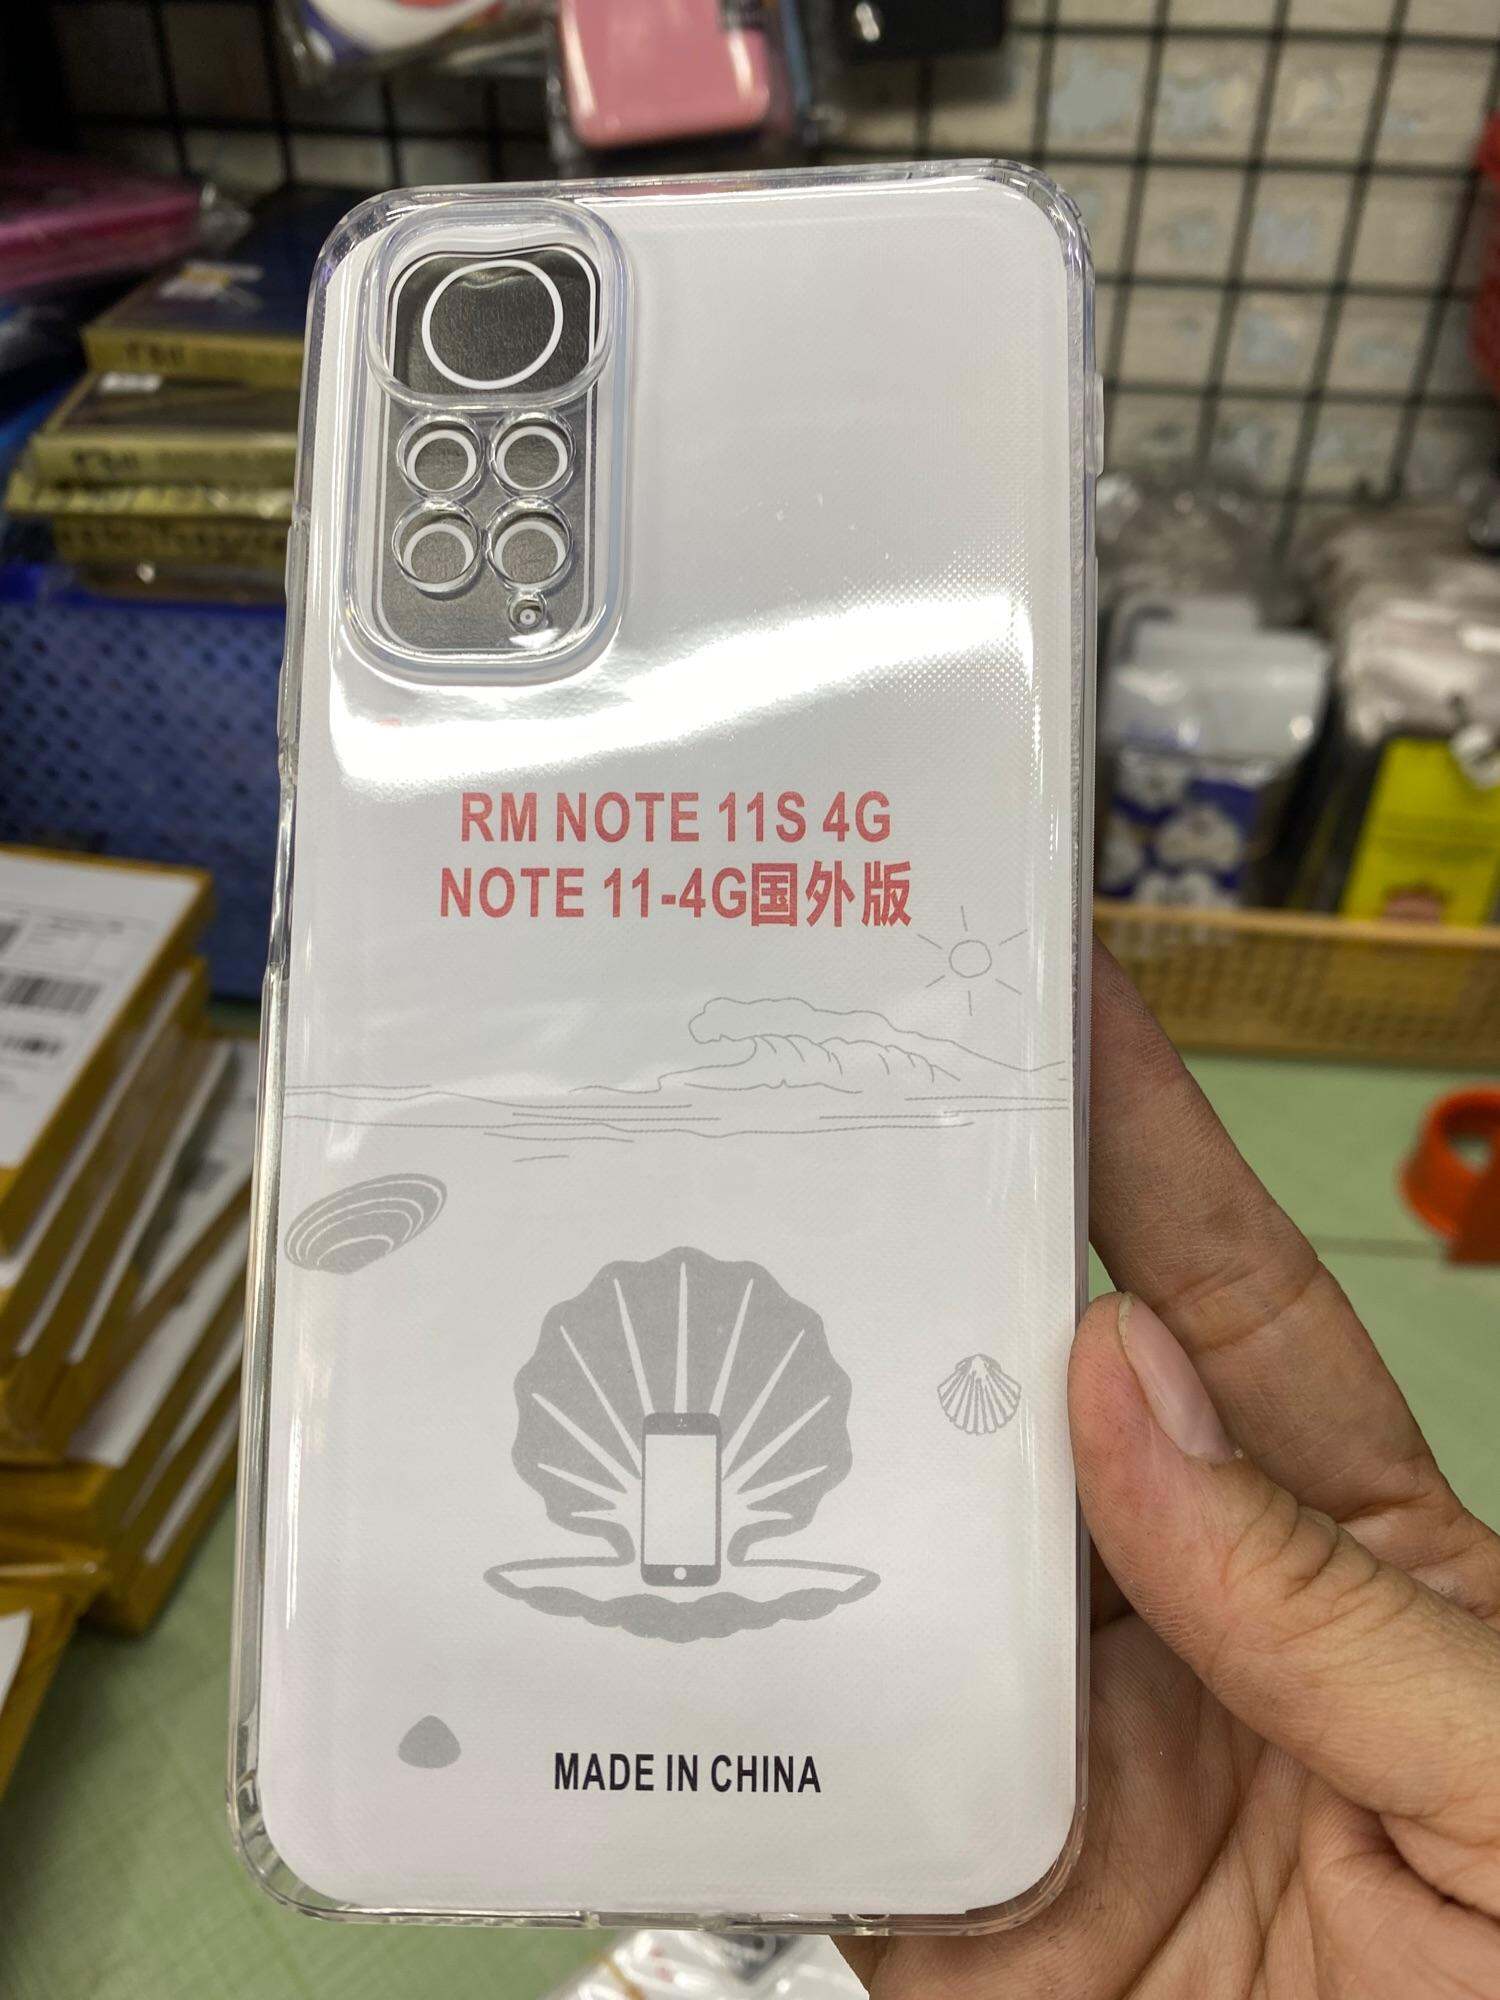 RM NOTE 11S 4G
NOTE 11-4G国外版
MADE IN CHINA